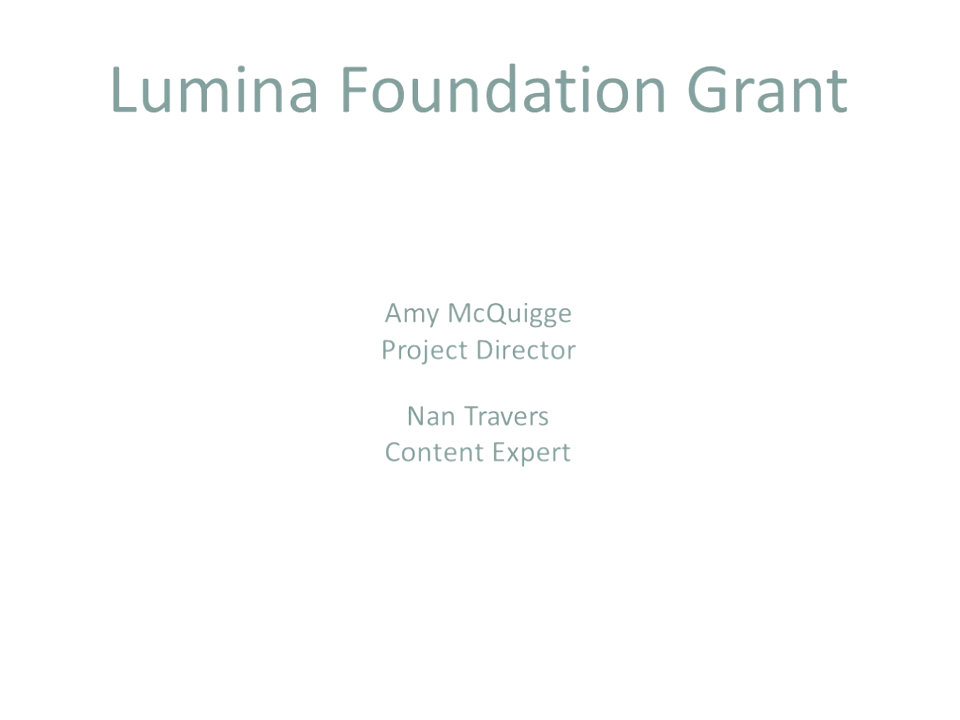 Lumina Foundation Grant
Amy McQuigge
Project Director
Nan Travers
Content Expert